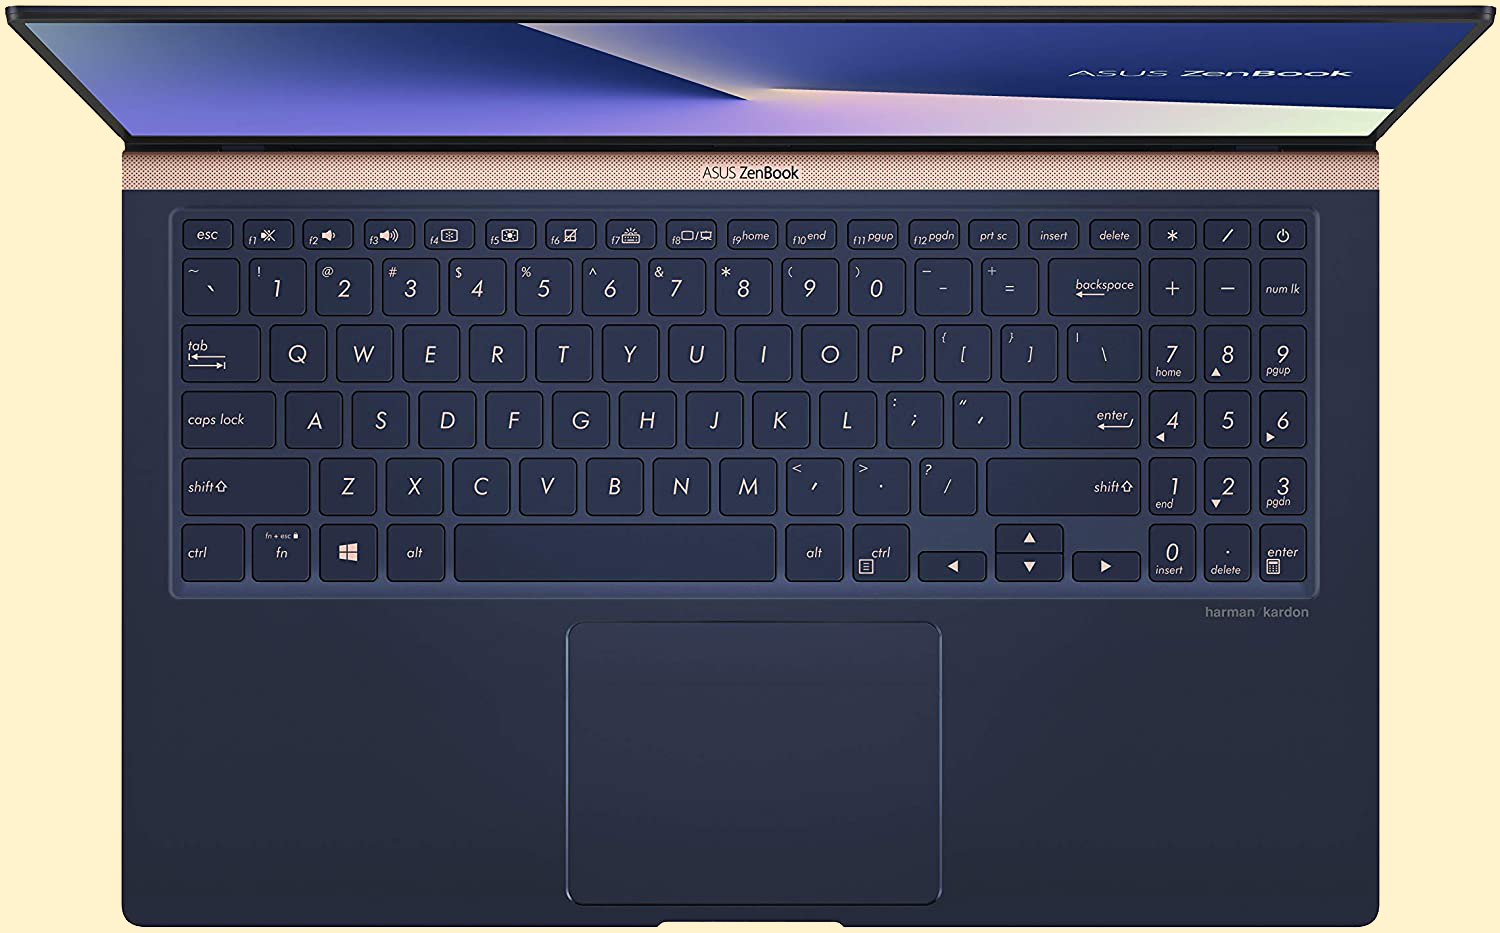 ASUS ZenBook
ASUS ZenBook
esc f1 f2 f3 f4 f5 f6 f7 f8 / f9 home f10 end f11 pgup f12 pgdn prt sc insert delete * /
~ ` ! 1 @ 2 # 3 $ 4 % 5 ^ 6 & 7 * 8 ( 9 ) 0 – - + = backspace + − num lk
tab Q W E R T Y U I O P { [ } ] | \ 7 home 8 9 pgup
caps lock A S D F G H J K L : ; “ ′ enter 4 5 6
shift Z X C V B N M < , > . ? / shift 1 end 2 3 pgdn
ctrl fn + esc fn alt alt ctrl 0 insert . delete enter
harman/kardon